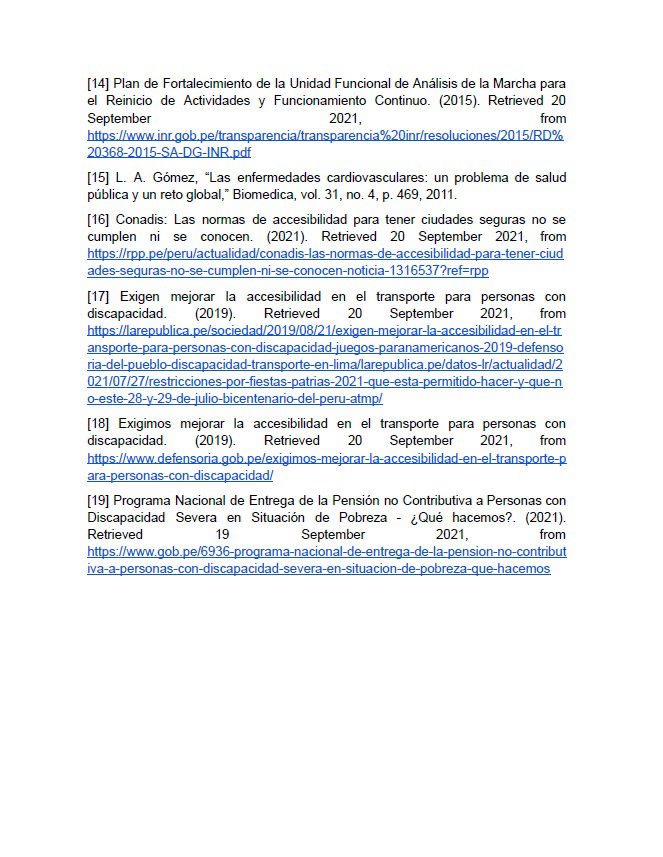 [14] Plan de Fortalecimiento de la Unidad Funcional de Análisis de la Marcha para
el Reinicio de Actividades y Funcionamiento Continuo. (2015). Retrieved 20
September 2021, from
https://www.inr.gob.pe/transparencia/transparencia%20inr/resoluciones/2015/RD%
20368-2015-SA-DG-INR.pdf
[15] L. A. Gómez, “Las enfermedades cardiovasculares: un problema de salud
pública y un reto global,” Biomedica, vol. 31, no. 4, p. 469, 2011.
[16] Conadis: Las normas de accesibilidad para tener ciudades seguras no se
cumplen ni se conocen. (2021). Retrieved 20 September 2021, from
https://rpp.pe/peru/actualidad/conadis-las-normas-de-accesibilidad-para-tener-ciud
ades-seguras-no-se-cumplen-ni-se-conocen-noticia-1316537?ref=rpp
[17] Exigen mejorar la accesibilidad en el transporte para personas con
discapacidad. (2019). Retrieved 20 September 2021, from
https://larepublica.pe/sociedad/2019/08/21/exigen-mejorar-la-accesibilidad-en-el-tr
ansporte-para-personas-con-discapacidad-juegos-paranamericanos-2019-defenso
ria-del-pueblo-discapacidad-transporte-en-lima/larepublica.pe/datos-lr/actualidad/2
021/07/27/restricciones-por-fiestas-patrias-2021-que-esta-permitido-hacer-y-que-n
o-este-28-y-29-de-julio-bicentenario-del-peru-atmp/
[18] Exigimos mejorar la accesibilidad en el transporte para personas con
discapacidad. (2019). Retrieved 20 September 2021, from
https://www.defensoria.gob.pe/exigimos-mejorar-la-accesibilidad-en-el-transporte-p
ara-personas-con-discapacidad/
[19] Programa Nacional de Entrega de la Pensión no Contributiva a Personas con
Discapacidad Severa en Situación de Pobreza - ¿Qué hacemos?. (2021).
Retrieved 19 September 2021, from
https://www.gob.pe/6936-programa-nacional-de-entrega-de-la-pension-no-contribut
iva-a-personas-con-discapacidad-severa-en-situacion-de-pobreza-que-hacemos